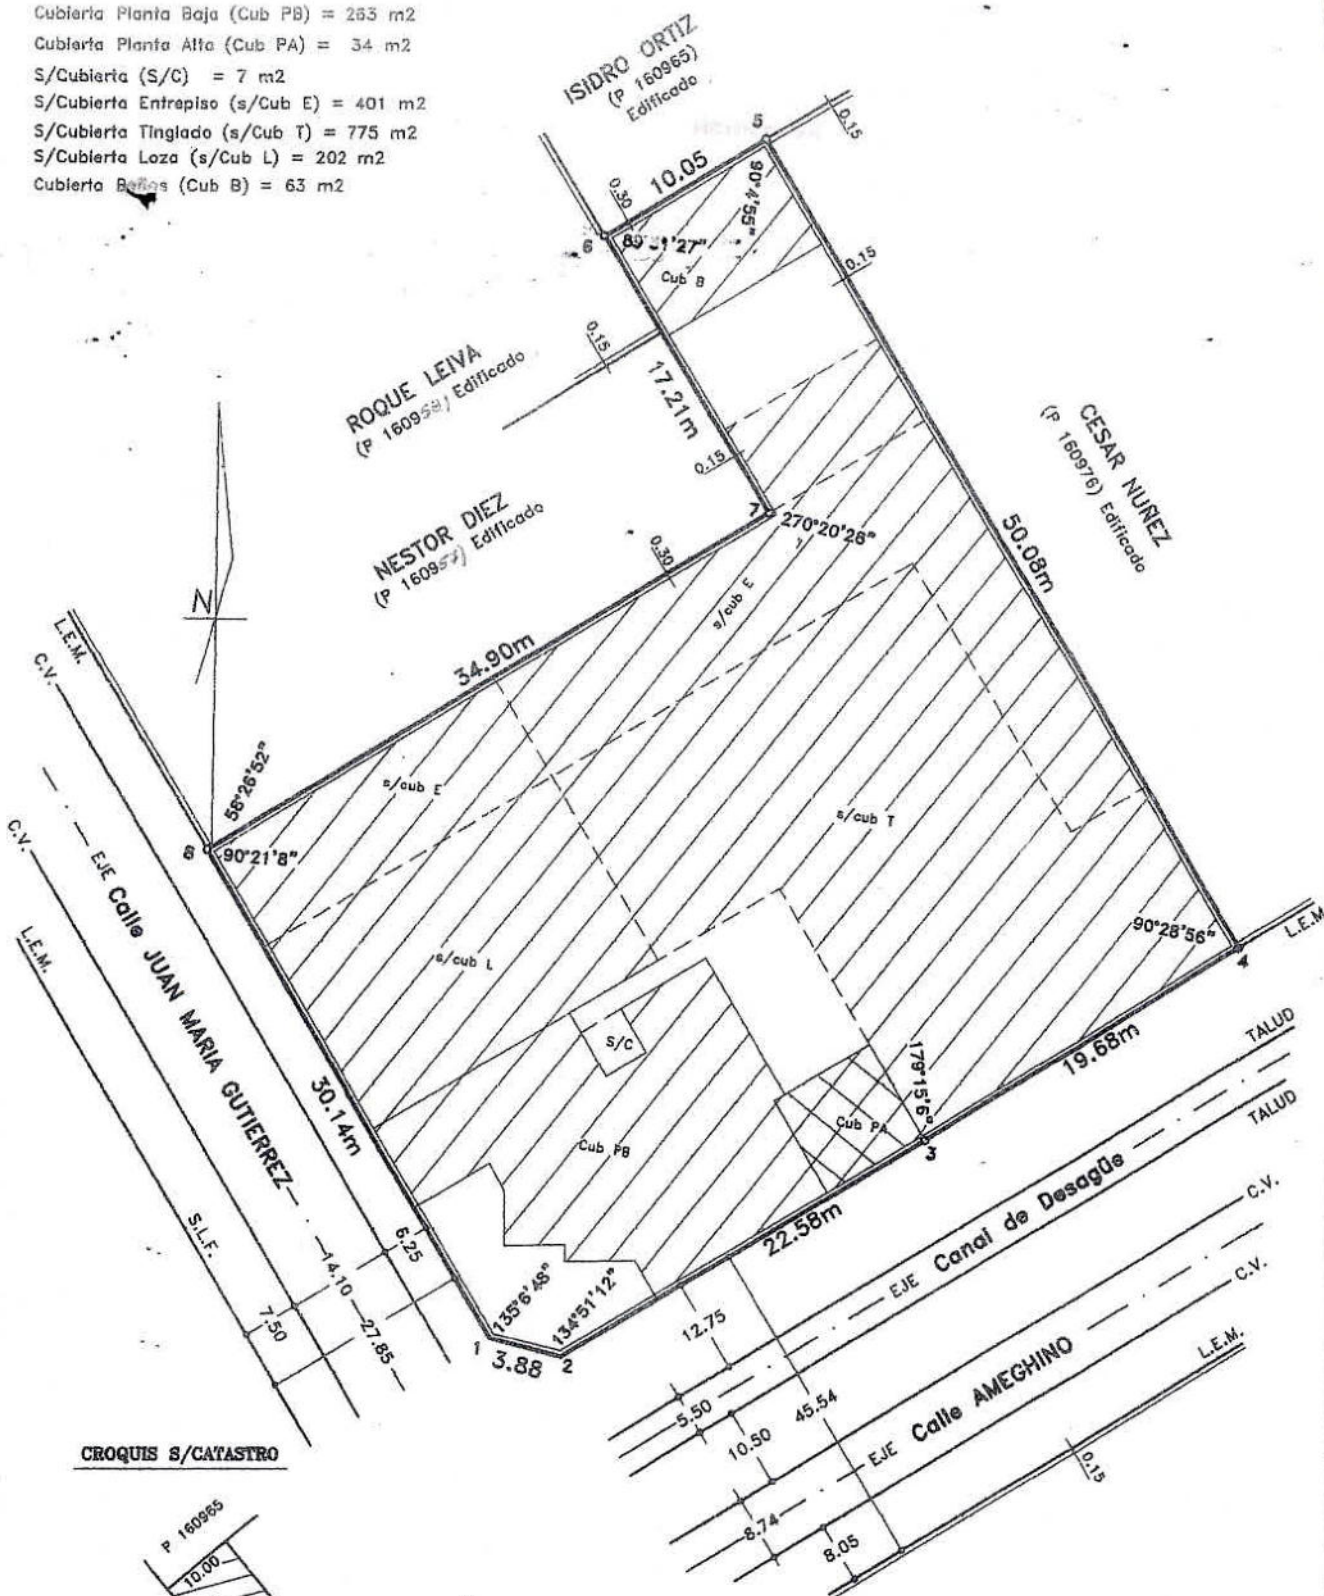 Cubierta Planta Baja (Cub PB) = 263 m2
Cubierta Planta Alta (Cub PA) = 34 m2
S/Cubierta (S/C) = 7 m2
S/Cubierta Entrepiso (s/Cub E) = 401 m2
S/Cubierta Tinglado (s/Cub T) = 775 m2
S/Cubierta Loza (s/Cub L) = 202 m2
Cubierta Baños (Cub B) = 63 m2
ISIDRO ORTIZ
(P 160965)
Edificado
5
0.15
10.05
0.30
90°4'55"
6
27"
Cub B
0.15
0.15
ROQUE LEIVA
Edificado
17.21m
0.15
CESAR NUÑEZ
(P 160976) Edificado
NESTOR DIEZ
Edificado
7
270°20'26"
0.30
50.08m
s/cub E
N
L.E.M.
C.V.
34.90m
58°26'52"
s/cub E
s/cub T
8
90°21'8"
C.V.
EJE Calle JUAN MARIA GUTIERREZ
L.E.M.
90°28'56"
L.E.M.
4
s/cub L
S/C
TALUD
19.68m
179°15'6"
30.14m
Cub PA
TALUD
Cub PB
3
EJE Canal de Desagüe
C.V.
S.L.F.
6.25
22.58m
14.10
7.50
27.85
135°6'48"
134°51'12"
C.V.
1
3.88
2
12.75
L.E.M.
5.50
45.54
EJE Calle AMEGHINO
10.50
0.15
CROQUIS S/CATASTRO
8.74
8.05
P 160965
10.00